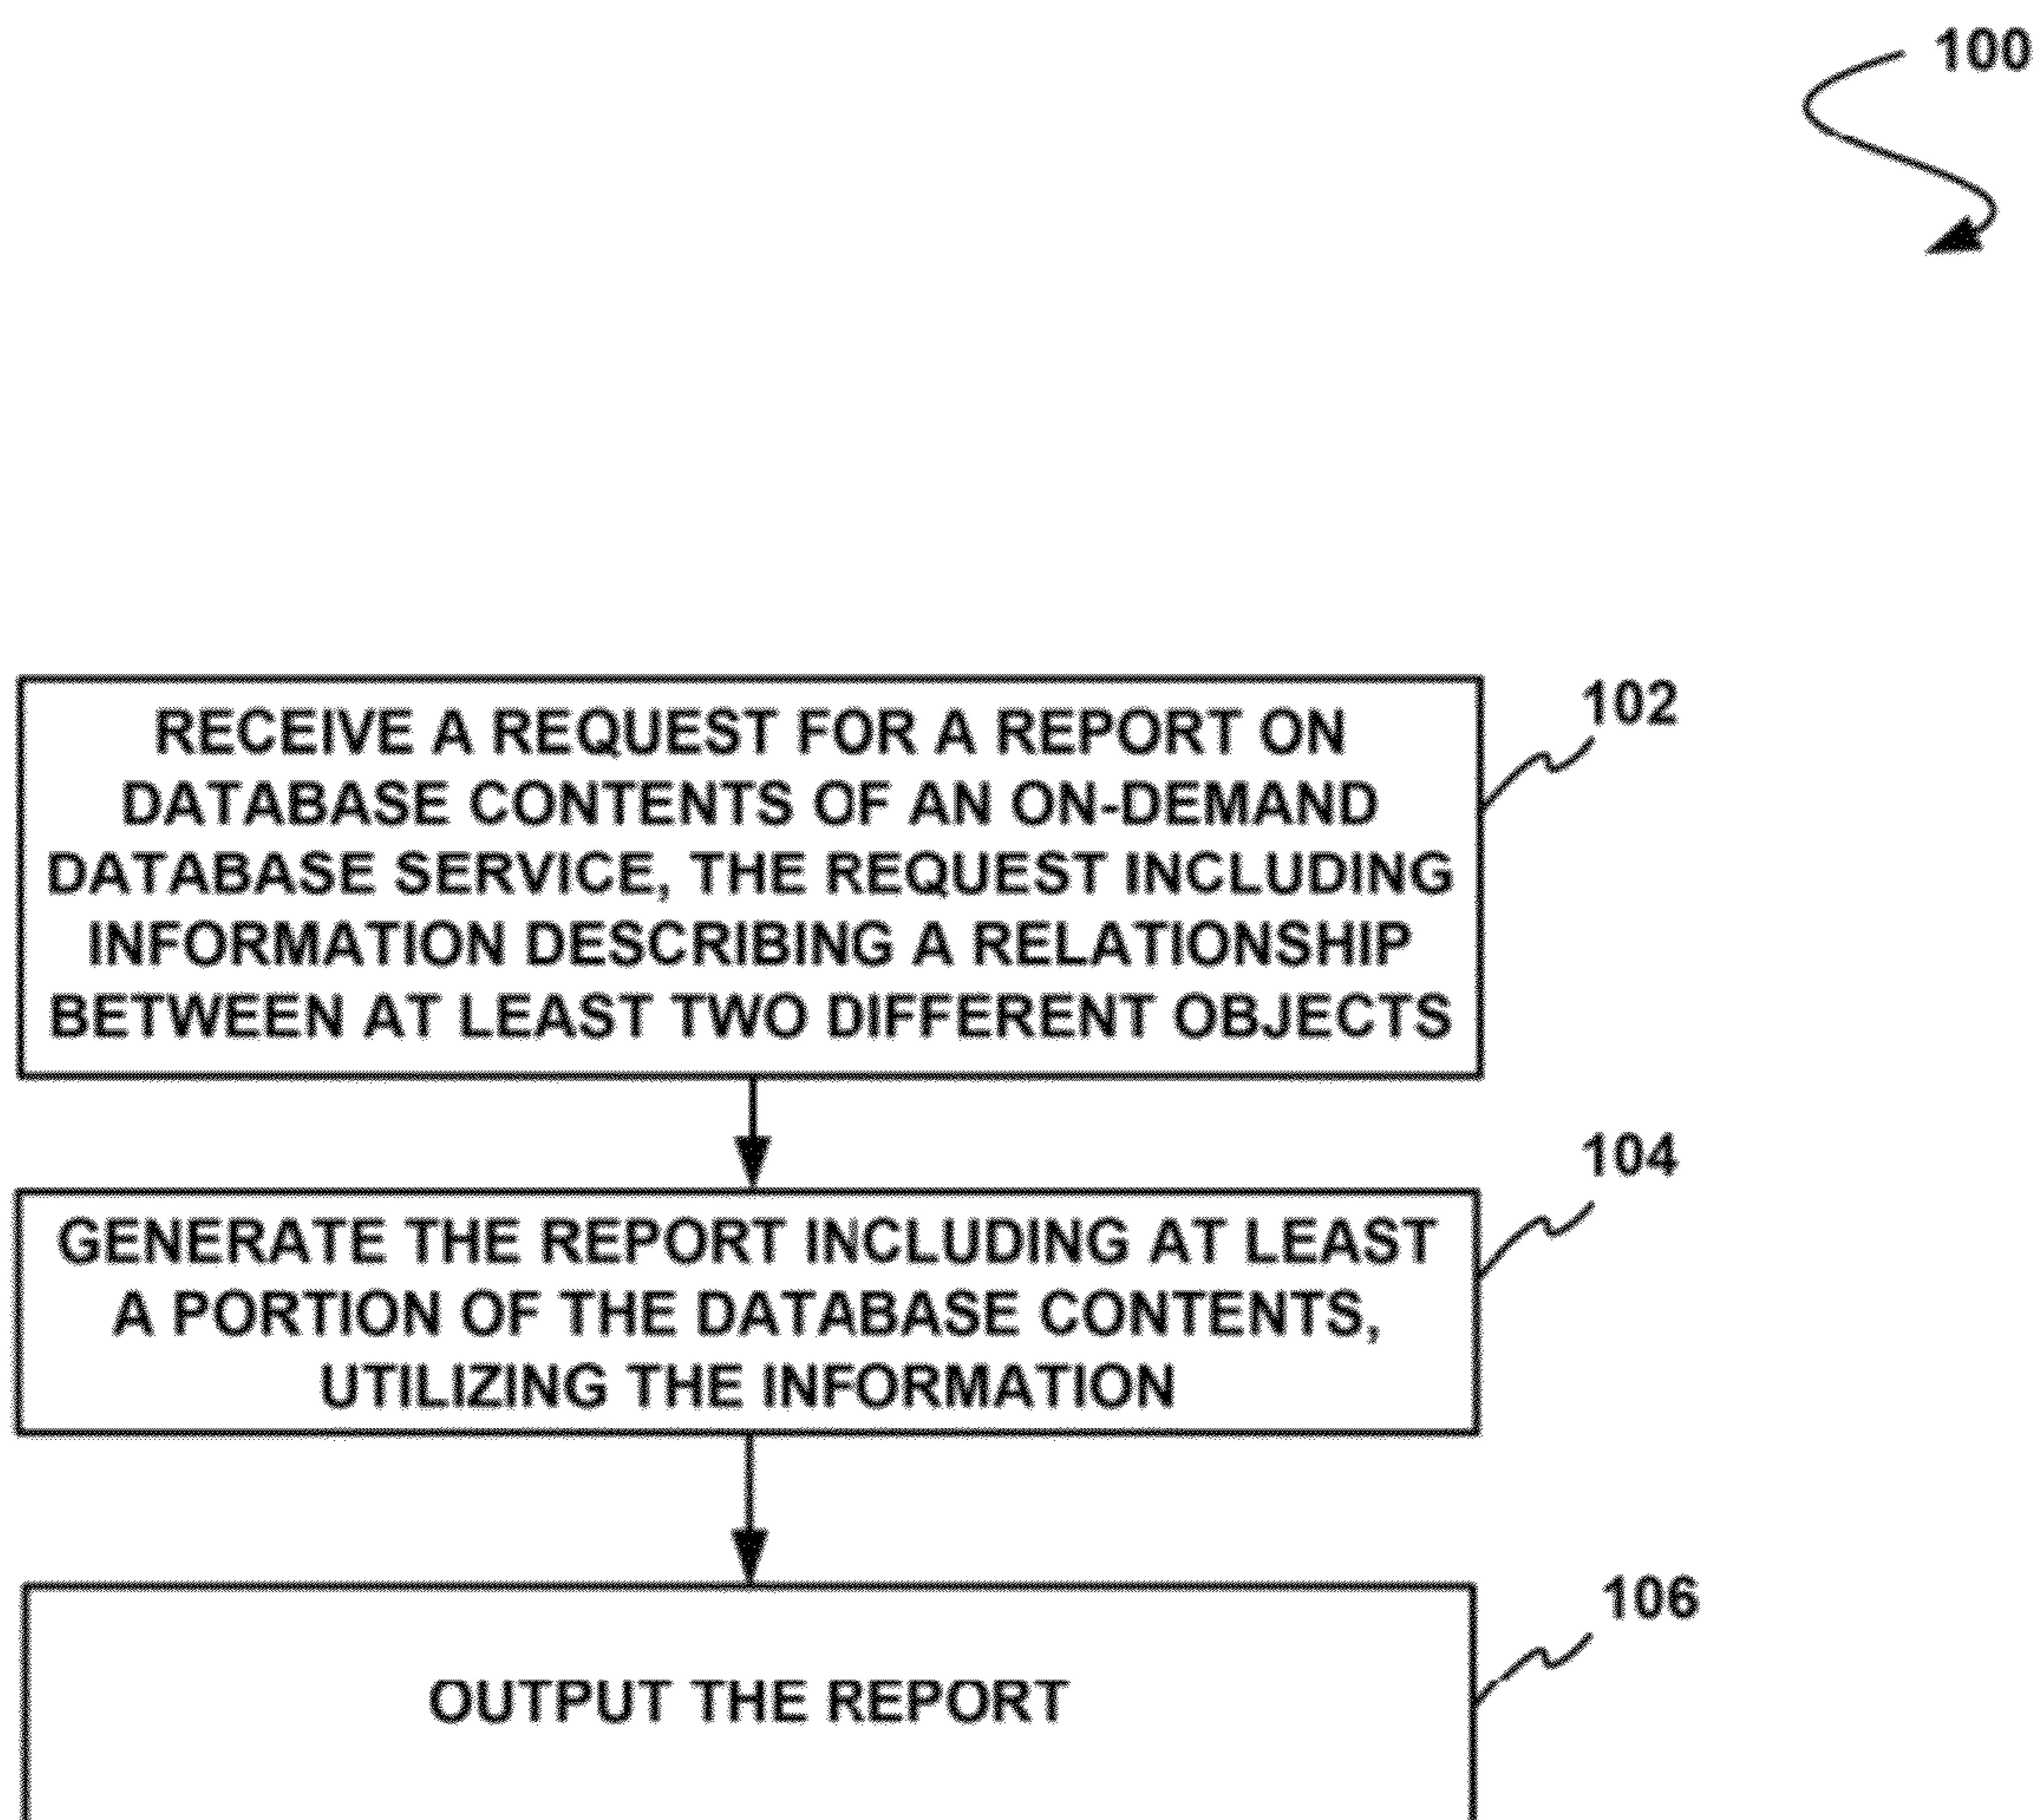 100
102
RECEIVE A REQUEST FOR A REPORT ON
DATABASE CONTENTS OF AN ON-DEMAND
DATABASE SERVICE, THE REQUEST INCLUDING
INFORMATION DESCRIBING A RELATIONSHIP
BETWEEN AT LEAST TWO DIFFERENT OBJECTS
104
GENERATE THE REPORT INCLUDING AT LEAST
A PORTION OF THE DATABASE CONTENTS,
UTILIZING THE INFORMATION
106
OUTPUT THE REPORT